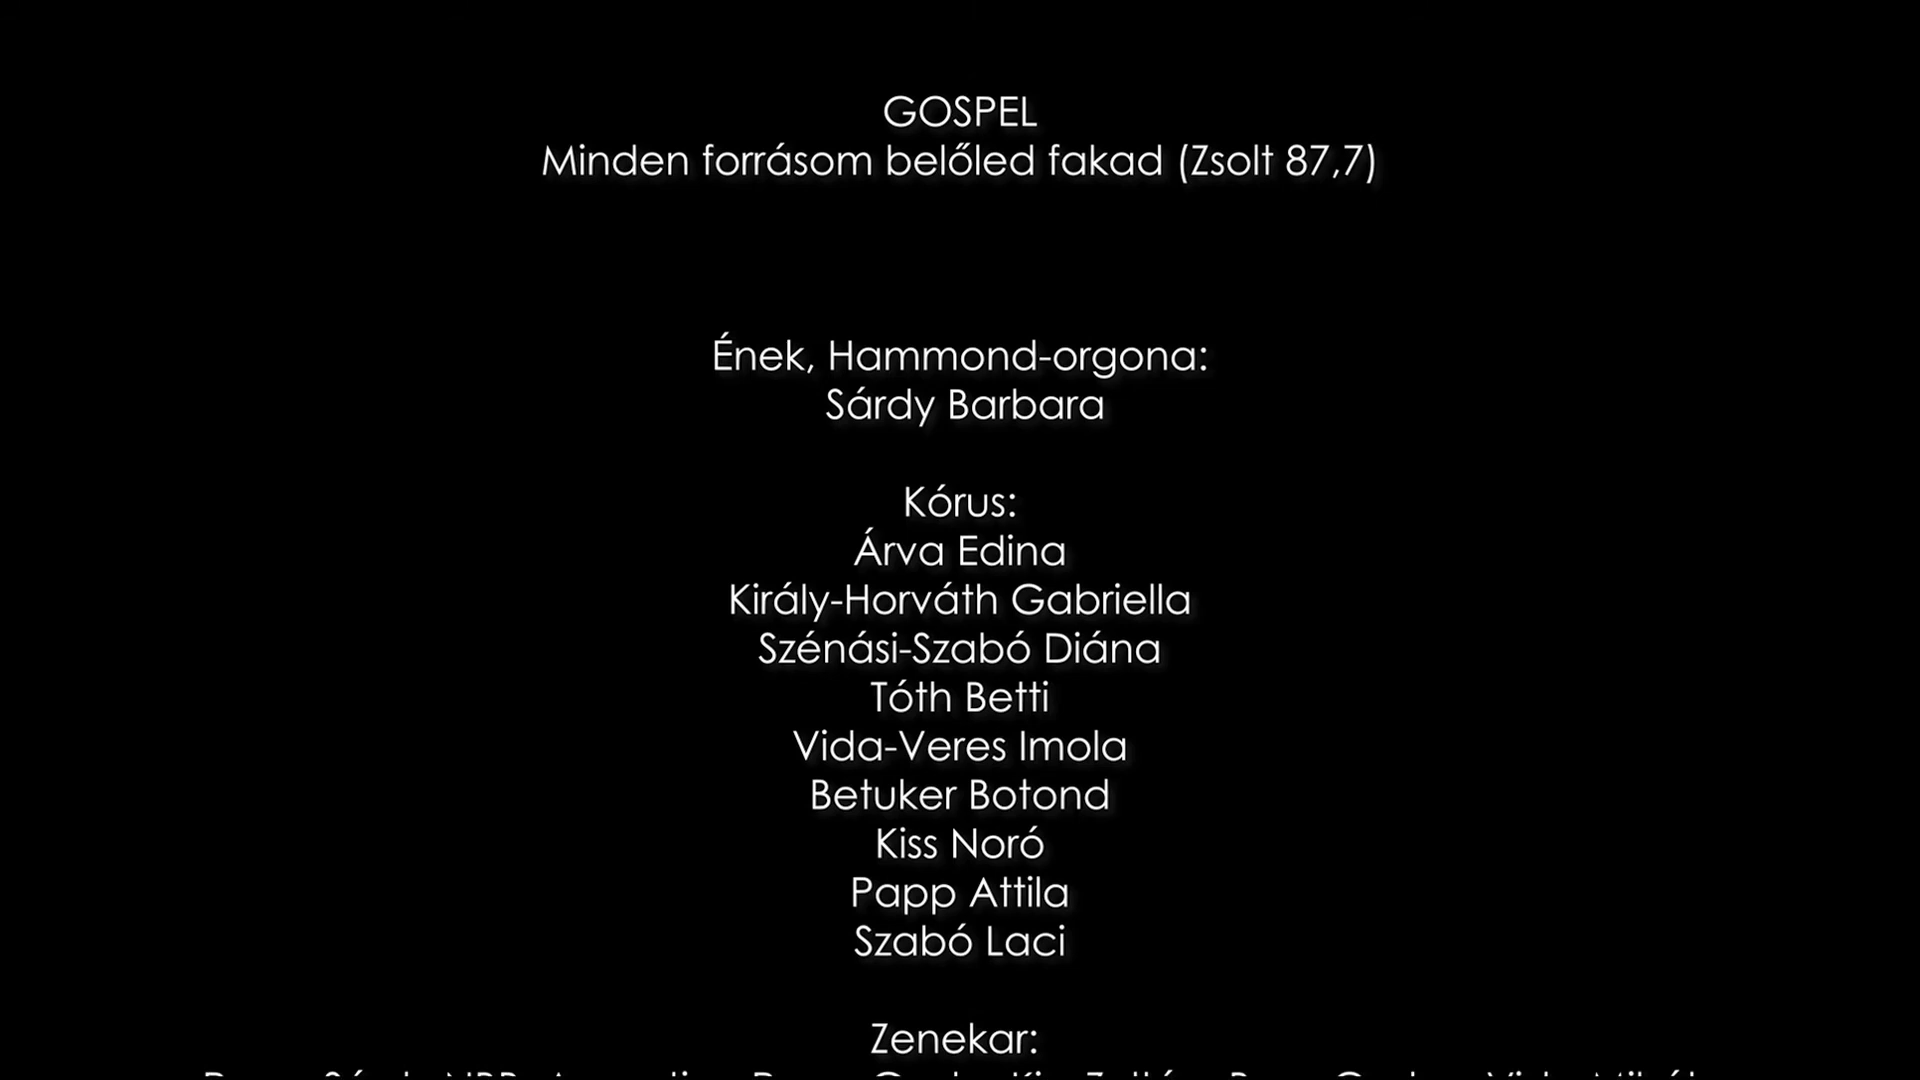 GOSPEL
Minden forrásom belőled fakad (Zsolt 87,7)
Ének, Hammond-orgona:
Sárdy Barbara
Kórus:
Árva Edina
Király-Horváth Gabriella
Szénási-Szabó Diána
Tóth Betti
Vida-Veres Imola
Betuker Botond
Kiss Noró
Papp Attila
Szabó Laci
Zenekar: